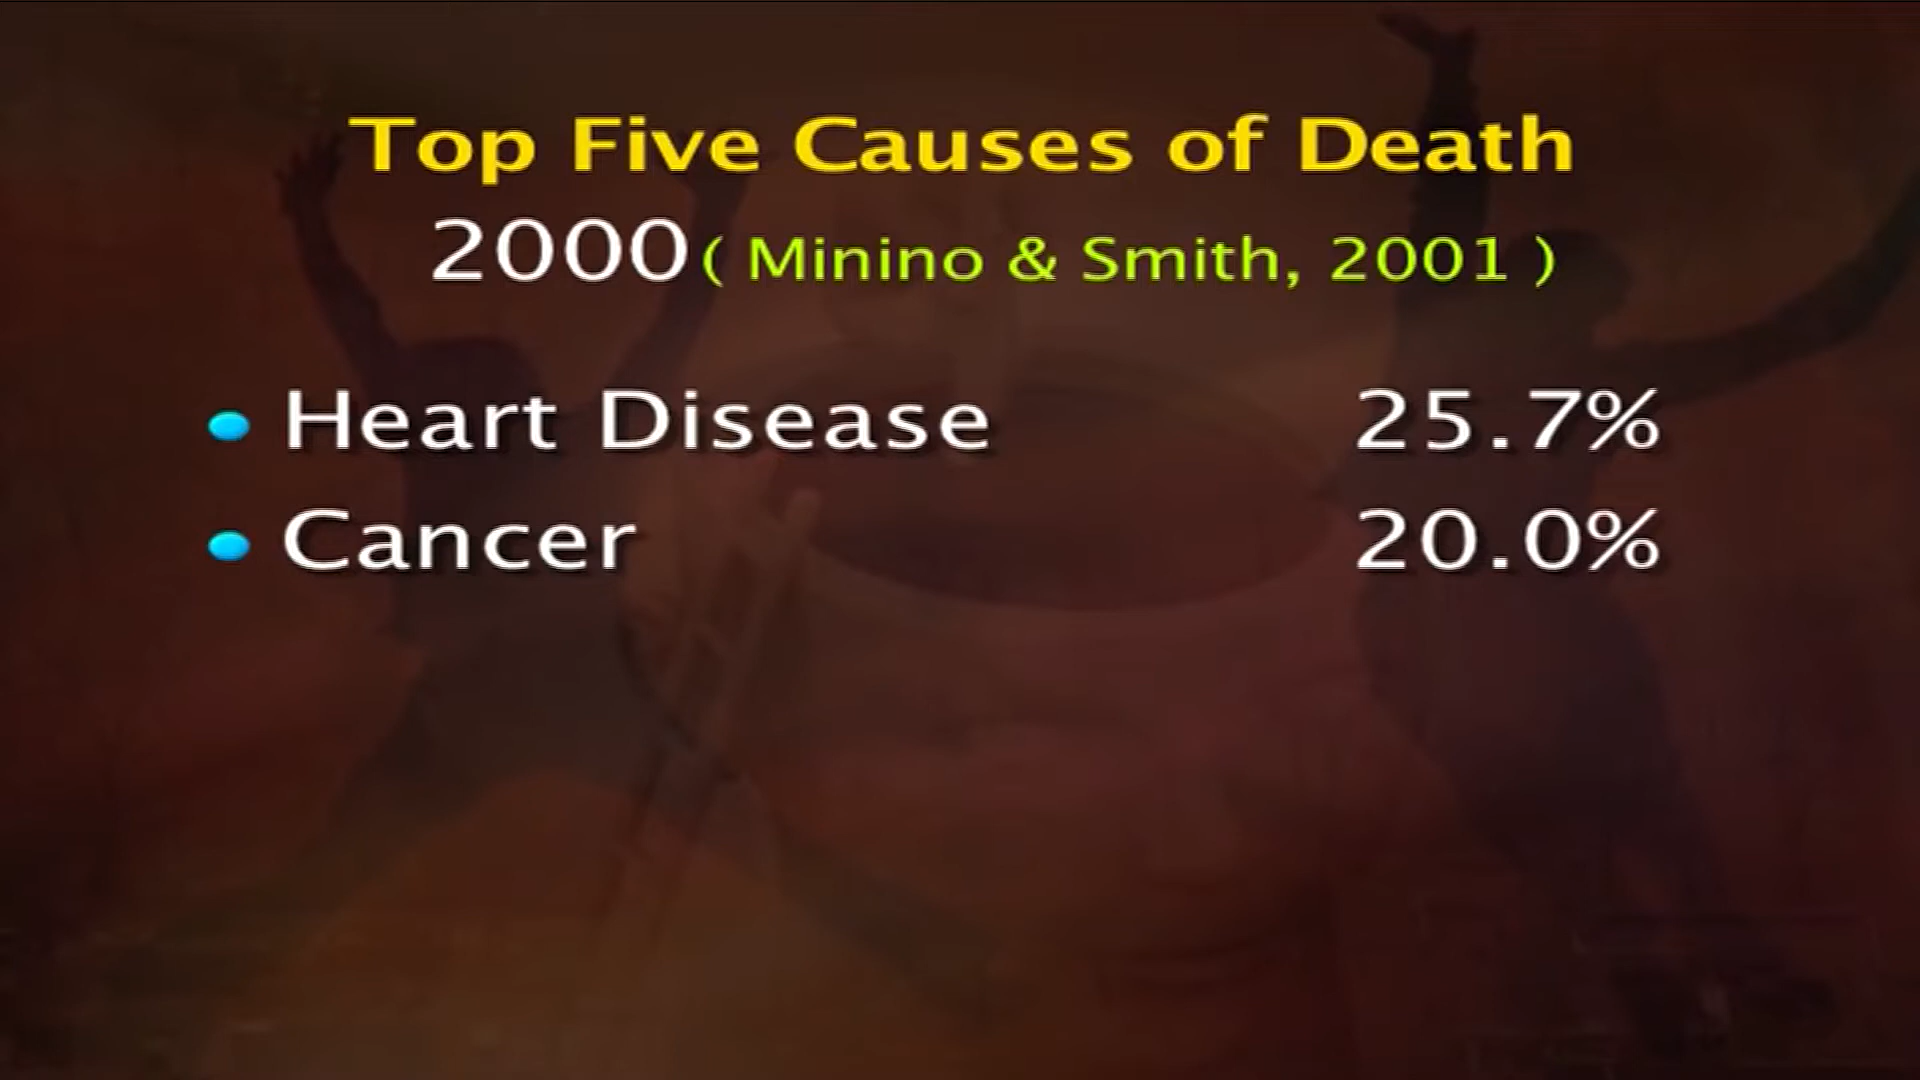 Top Five Causes of Death
2000 ( Minino & Smith, 2001 )
• Heart Disease 25.7%
• Cancer 20.0%